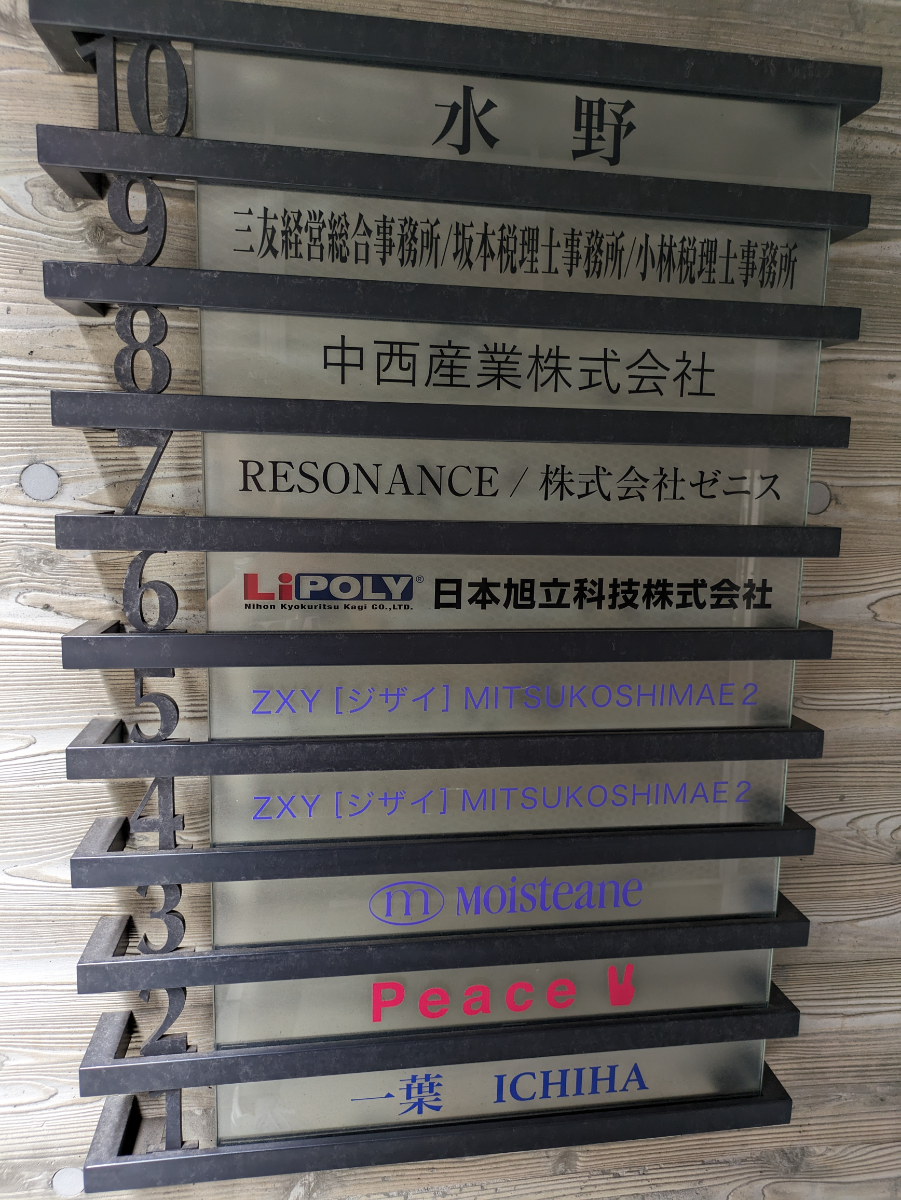 10
水 野
9
三友経営総合事務所/坂本税理士事務所/小林税理士事務所
8
中西産業株式会社
7
RESONANCE / 株式会社ゼニス
6
LiPOLY® 日本旭立科技株式会社
Nihon Kyokuritsu Kagi CO.,LTD.
5
ZXY [ジザイ] MITSUKOSHIMAE 2
4
ZXY [ジザイ] MITSUKOSHIMAE 2
3
m Moisteane
2
Peace
1
一葉 ICHIHA